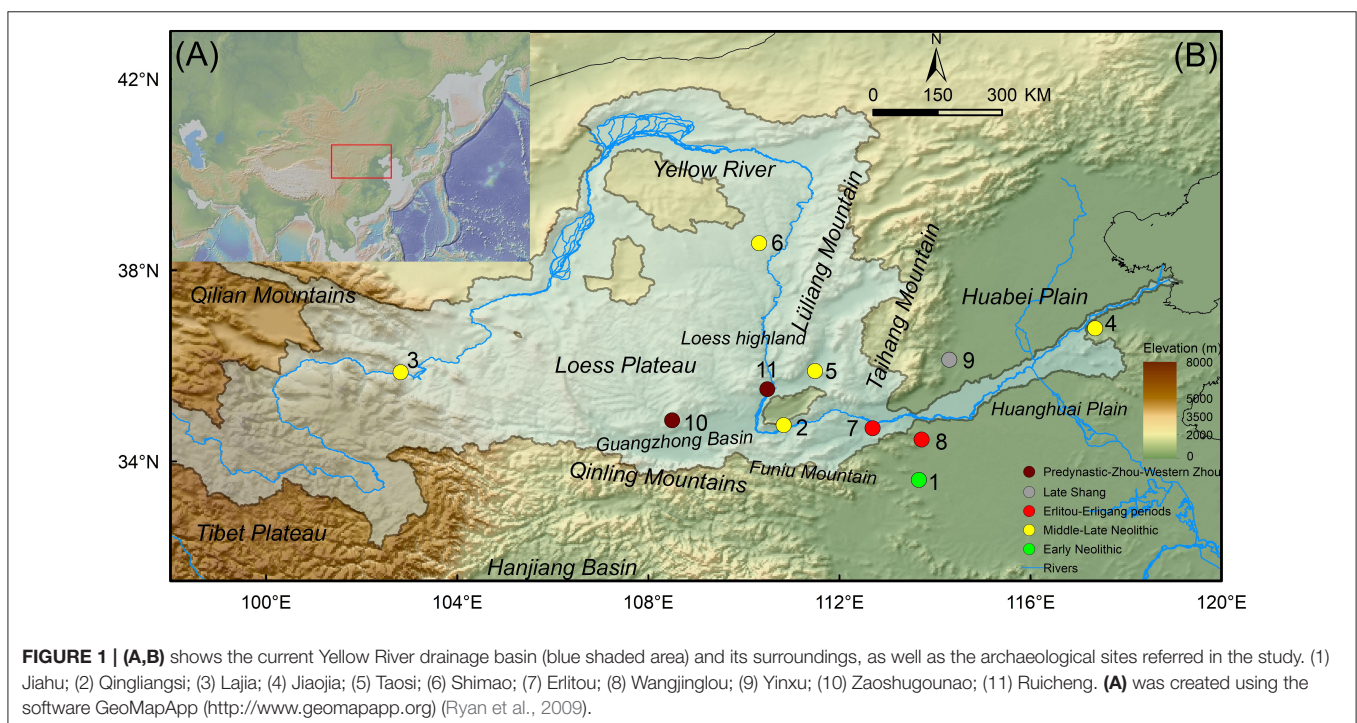 (A)
(B)
N
0 150 300 KM
42°N
38°N
34°N
Yellow River
6
Lüliang Mountain
Taihang Mountain
Qilian Mountains
Huabei Plain
4
Loess highland
Elevation (m)
8000
5000
3500
2000
0
3
Loess Plateau
5
9
11
Huanghuai Plain
10
2
7
8
Guangzhong Basin
Qinling Mountains
Funiu Mountain
1
Tibet Plateau
Hanjiang Basin
Predynastic-Zhou-Western Zhou
Late Shang
Erlitou-Erligang periods
Middle-Late Neolithic
Early Neolithic
Rivers
100°E 104°E 108°E 112°E 116°E 120°E
FIGURE 1 | (A,B) shows the current Yellow River drainage basin (blue shaded area) and its surroundings, as well as the archaeological sites referred in the study. (1)
Jiahu; (2) Qingliangsi; (3) Lajia; (4) Jiaojia; (5) Taosi; (6) Shimao; (7) Erlitou; (8) Wangjinglou; (9) Yinxu; (10) Zaoshugounao; (11) Ruicheng. (A) was created using the
software GeoMapApp (http://www.geomapapp.org) (Ryan et al., 2009).